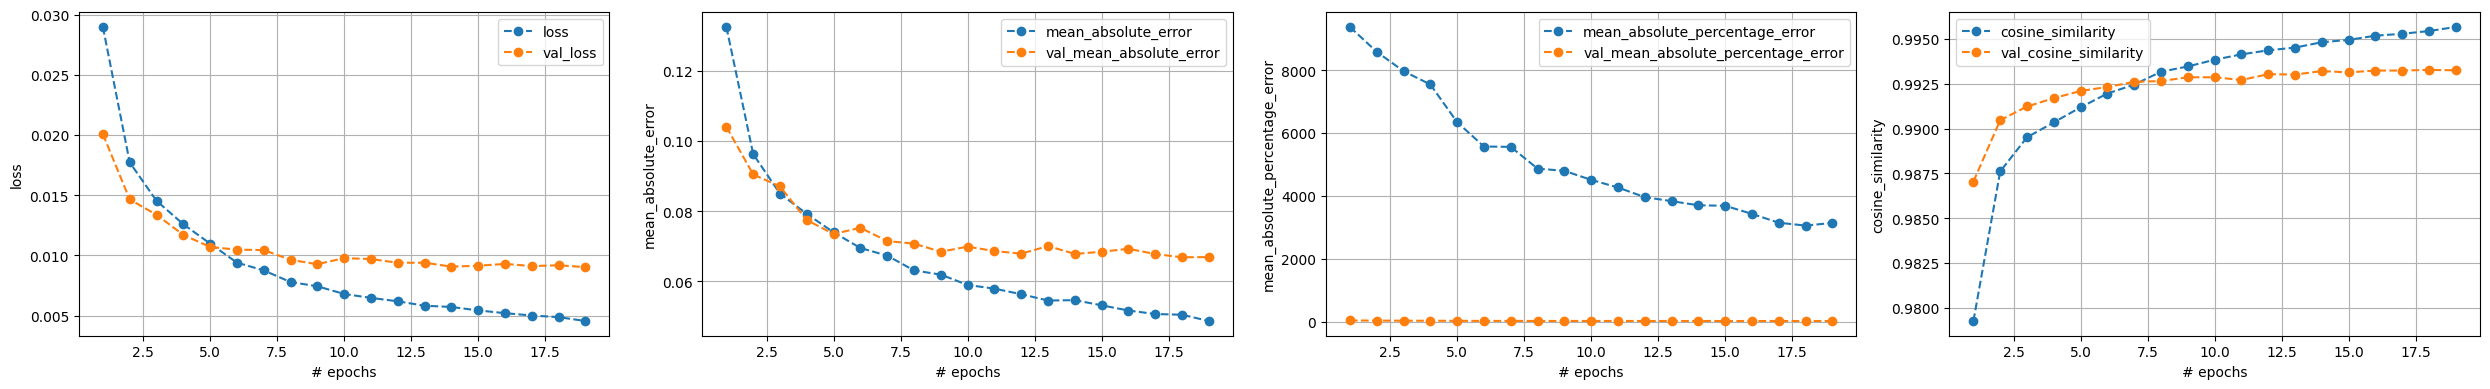 loss
0.030
0.025
0.020
0.015
0.010
0.005
2.5 5.0 7.5 10.0 12.5 15.0 17.5
# epochs
loss
val_loss
mean_absolute_error
0.12
0.10
0.08
0.06
2.5 5.0 7.5 10.0 12.5 15.0 17.5
# epochs
mean_absolute_error
val_mean_absolute_error
mean_absolute_percentage_error
8000
6000
4000
2000
0
2.5 5.0 7.5 10.0 12.5 15.0 17.5
# epochs
mean_absolute_percentage_error
val_mean_absolute_percentage_error
cosine_similarity
0.9950
0.9925
0.9900
0.9875
0.9850
0.9825
0.9800
2.5 5.0 7.5 10.0 12.5 15.0 17.5
# epochs
cosine_similarity
val_cosine_similarity